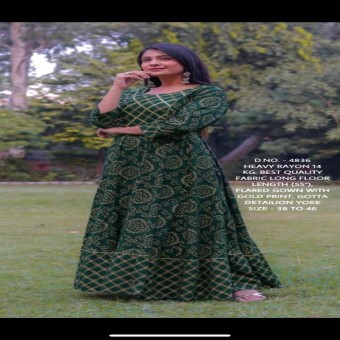 D.NO. - 4836
HEAVY RAYON 14
KG. BEST QUALITY
FABRIC LONG FLOOR
LENGTH (55"),
FLARED GOWN WITH
GOLD PRINT, GOTTA
DETAILION YOKE
SIZE - 38 TO 46